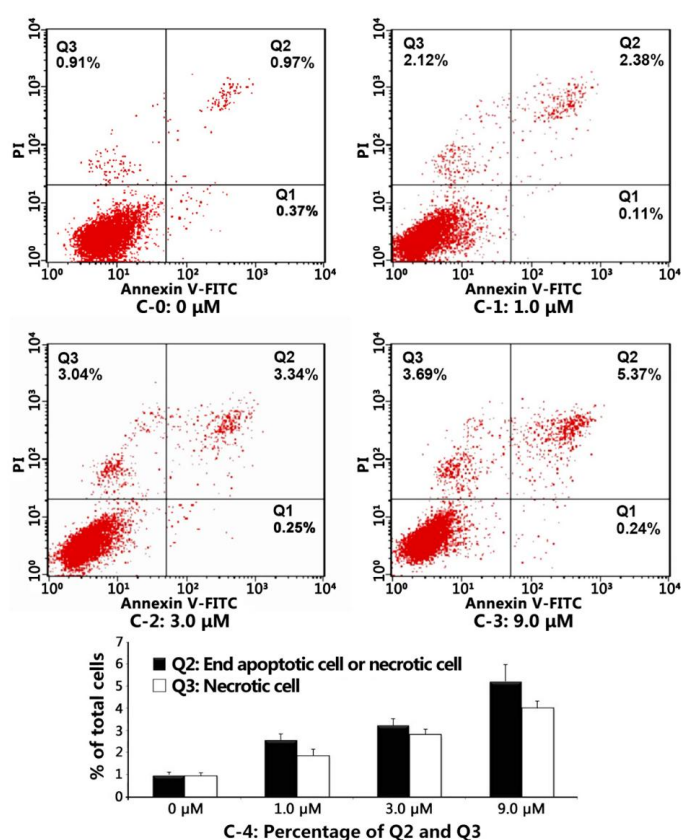 Q3
0.91%
Q2
0.97%
Q1
0.37%
10⁴
10³
10²
10¹
10⁰
PI
10⁰ 10¹ 10² 10³ 10⁴
Annexin V-FITC
C-0: 0 μM
Q3
2.12%
Q2
2.38%
Q1
0.11%
10⁴
10³
10²
10¹
10⁰
PI
10⁰ 10¹ 10² 10³ 10⁴
Annexin V-FITC
C-1: 1.0 μM
Q3
3.04%
Q2
3.34%
Q1
0.25%
10⁴
10³
10²
10¹
10⁰
PI
10⁰ 10¹ 10² 10³ 10⁴
Annexin V-FITC
C-2: 3.0 μM
Q3
3.69%
Q2
5.37%
Q1
0.24%
10⁴
10³
10²
10¹
10⁰
PI
10⁰ 10¹ 10² 10³ 10⁴
Annexin V-FITC
C-3: 9.0 μM
% of total cells
7
6
5
4
3
2
1
0
Q2: End apoptotic cell or necrotic cell
Q3: Necrotic cell
0 μM 1.0 μM 3.0 μM 9.0 μM
C-4: Percentage of Q2 and Q3